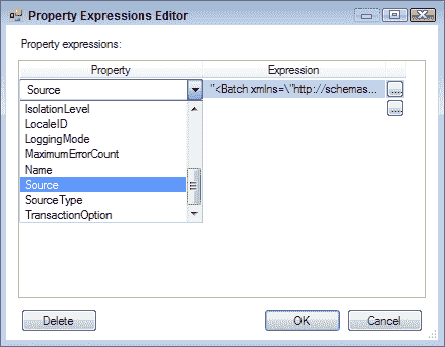 Property Expressions Editor
Property expressions:
Property Expression
Source "<Batch xmlns=\"http://schemas... ...
IsolationLevel ...
LocaleID
LoggingMode
MaximumErrorCount
Name
Source
SourceType
TransactionOption
Delete OK Cancel